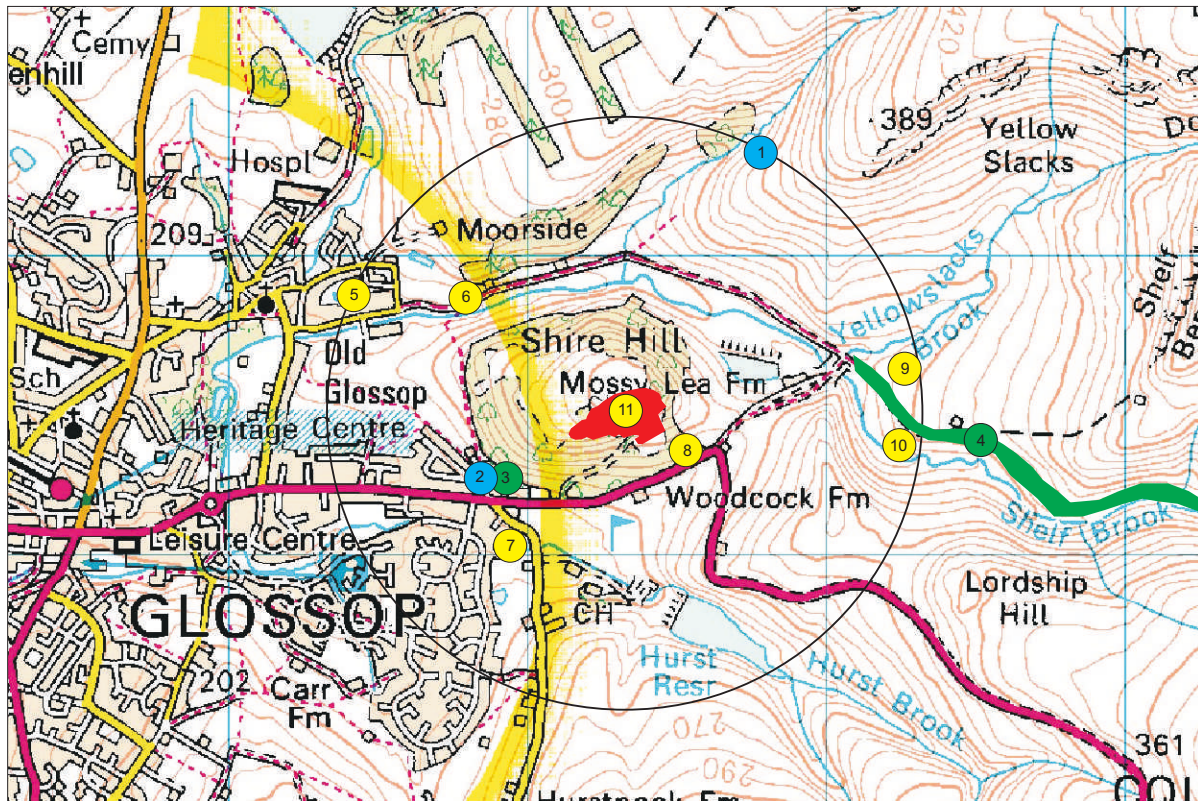 Cemy
enhill
280
300
420
389
Yellow
Slacks
1
Hospl
209
Moorside
5
6
Yellowslacks
Brook
Shelf
Shire Hill
Old
Glossop
Mossy Lea Fm
9
11
Sch
Heritage Centre
8
10
4
2
3
Woodcock Fm
Shelf Brook
Leisure Centre
7
Lordship
Hill
GLOSSOP
CH
Hurst
Resr
Hurst Brook
202
Carr
Fm
270
290
361
COL